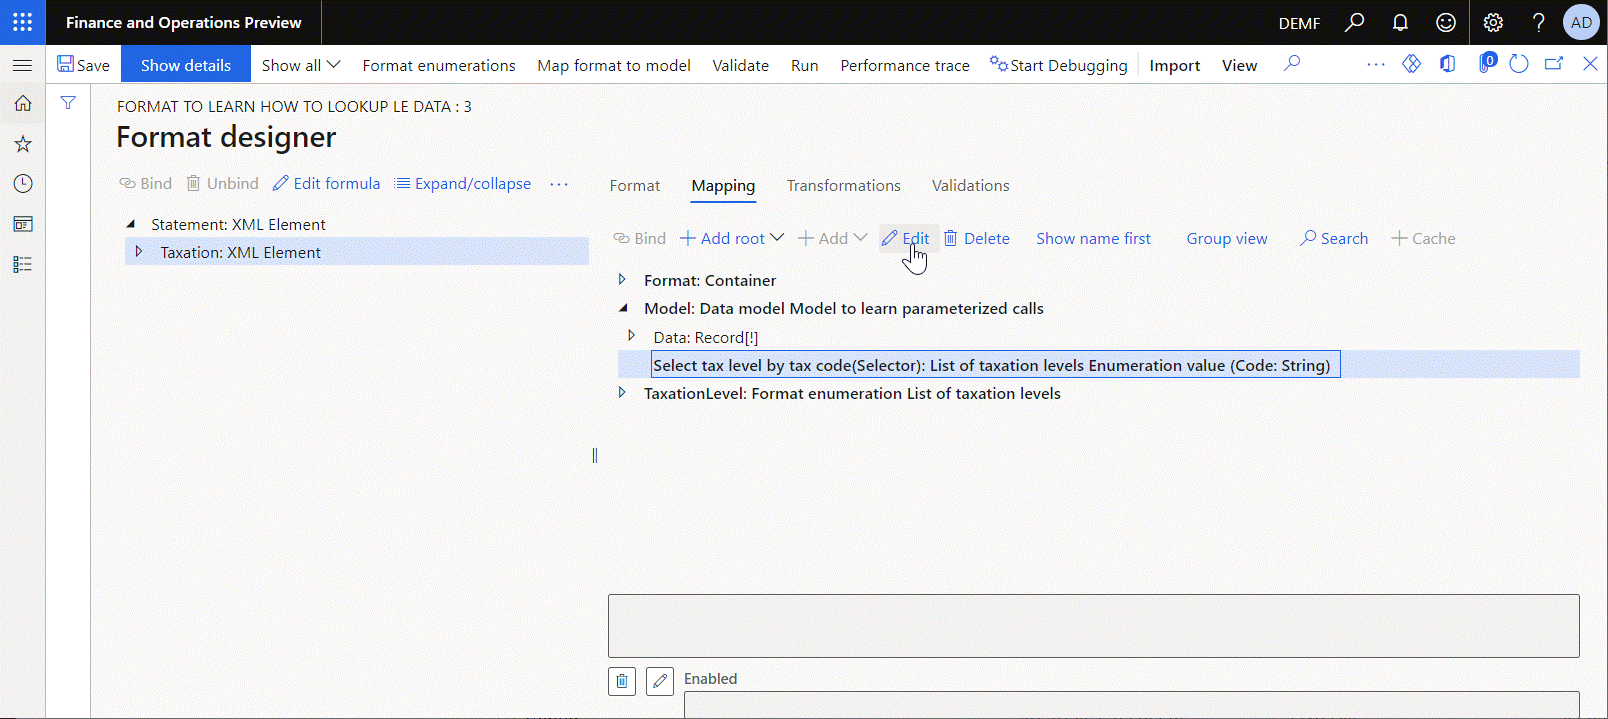 Finance and Operations Preview
DEMF
AD
Save
Show details
Show all
Format enumerations
Map format to model
Validate
Run
Performance trace
Start Debugging
Import
View
0
FORMAT TO LEARN HOW TO LOOKUP LE DATA : 3
Format designer
Bind
Unbind
Edit formula
Expand/collapse
Statement: XML Element
Taxation: XML Element
Format
Mapping
Transformations
Validations
Bind
Add root
Add
Edit
Delete
Show name first
Group view
Search
Cache
Format: Container
Model: Data model Model to learn parameterized calls
Data: Record[!]
Select tax level by tax code(Selector): List of taxation levels Enumeration value (Code: String)
TaxationLevel: Format enumeration List of taxation levels
Enabled